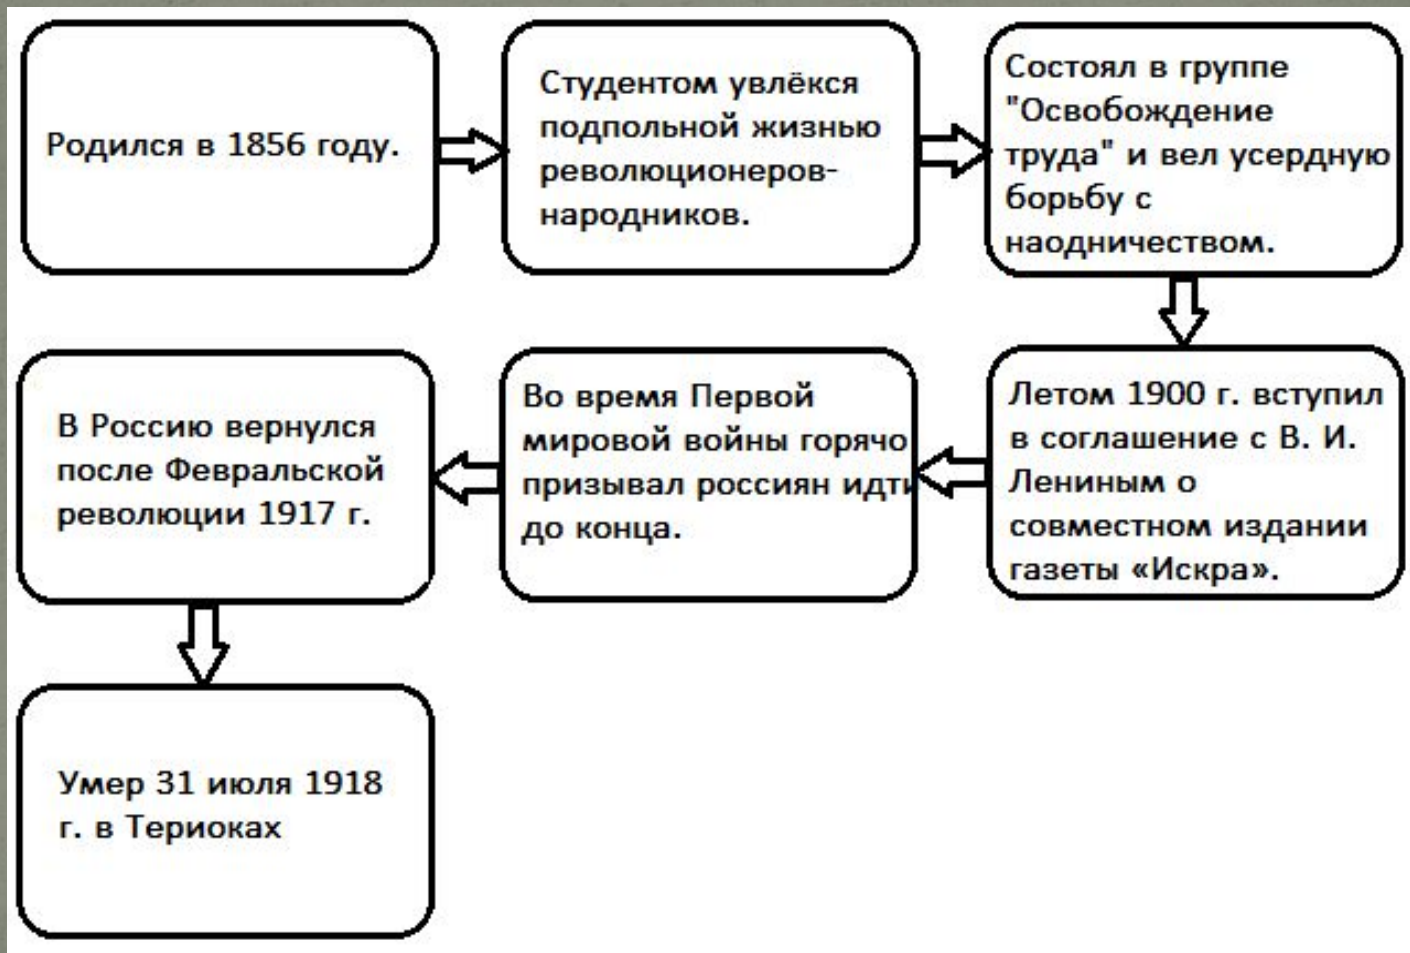 Родился в 1856 году.
Студентом увлёкся
подпольной жизнью
революционеров-
народников.
Состоял в группе
"Освобождение
труда" и вел усердную
борьбу с
наодничеством.
Летом 1900 г. вступил
в соглашение с В. И.
Лениным о
совместном издании
газеты «Искра».
Во время Первой
мировой войны горячо
призывал россиян идти
до конца.
В Россию вернулся
после Февральской
революции 1917 г.
Умер 31 июля 1918
г. в Териоках